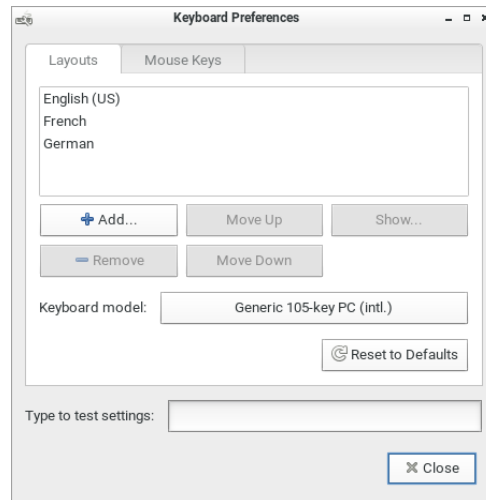 Keyboard Preferences
Layouts Mouse Keys
English (US)
French
German
Add... Move Up Show...
Remove Move Down
Keyboard model: Generic 105-key PC (intl.)
Reset to Defaults
Type to test settings:
Close